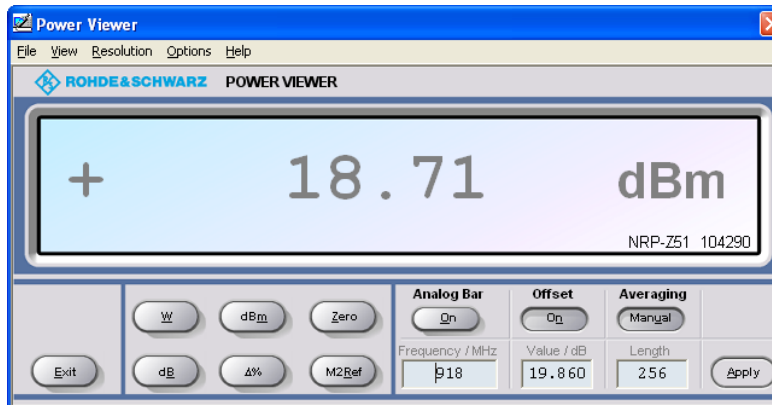 Power Viewer
File View Resolution Options Help
ROHDE&SCHWARZ POWER VIEWER
+ 18.71 dBm
NRP-Z51 104290
Analog Bar Offset Averaging
W dBm Zero On On Manual
Frequency / MHz Value / dB Length
Exit dB Δ% M2Ref 918 19.860 256 Apply